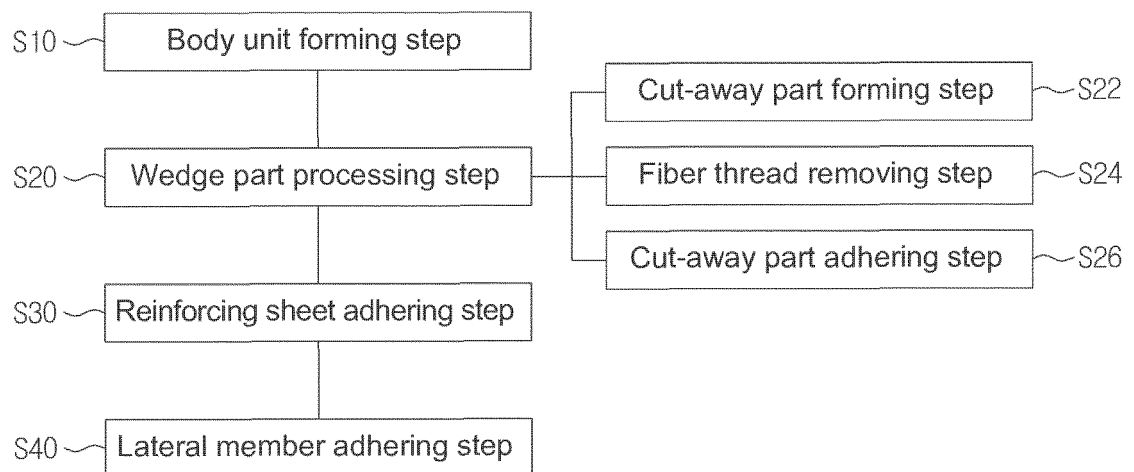 S10 Body unit forming step
Cut-away part forming step S22
S20 Wedge part processing step
Fiber thread removing step S24
Cut-away part adhering step S26
S30 Reinforcing sheet adhering step
S40 Lateral member adhering step